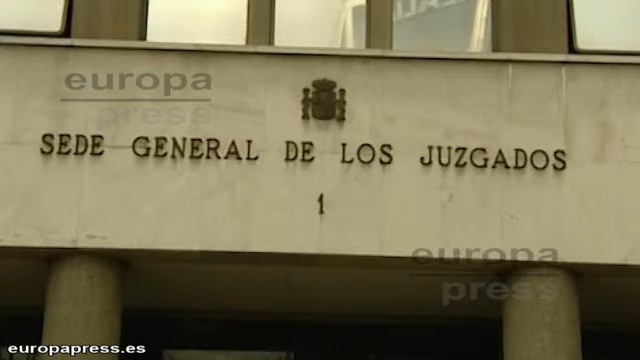 europa
press
SEDE GENERAL DE LOS JUZGADOS
1
europa
press
europapress.es